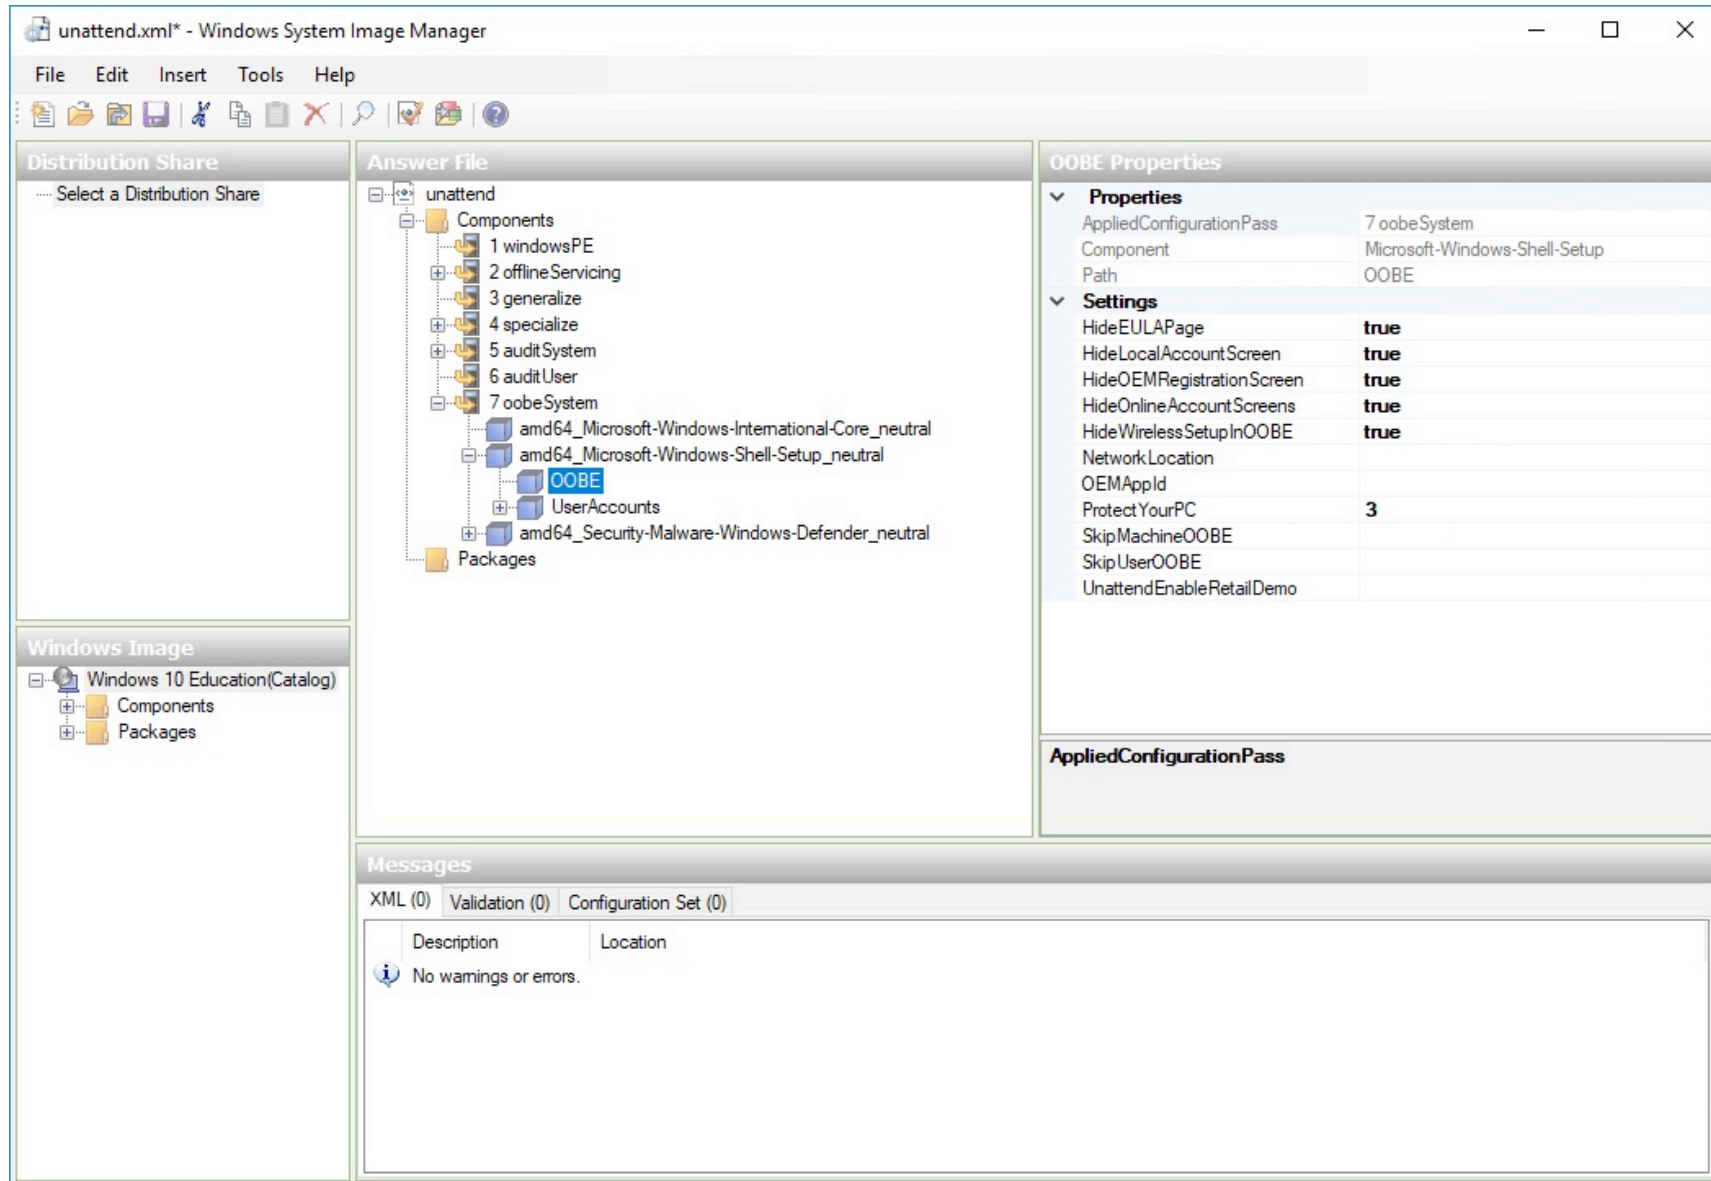 unattend.xml* - Windows System Image Manager
File Edit Insert Tools Help
Distribution Share
Select a Distribution Share
Windows Image
Windows 10 Education(Catalog)
Components
Packages
Answer File
unattend
Components
1 windowsPE
2 offlineServicing
3 generalize
4 specialize
5 auditSystem
6 auditUser
7 oobeSystem
amd64_Microsoft-Windows-International-Core_neutral
amd64_Microsoft-Windows-Shell-Setup_neutral
OOBE
UserAccounts
amd64_Security-Malware-Windows-Defender_neutral
Packages
OOBE Properties
Properties
AppliedConfigurationPass 7 oobeSystem
Component Microsoft-Windows-Shell-Setup
Path OOBE
Settings
HideEULAPage true
HideLocalAccountScreen true
HideOEMRegistrationScreen true
HideOnlineAccountScreens true
HideWirelessSetupInOOBE true
NetworkLocation
OEMAppId
ProtectYourPC 3
SkipMachineOOBE
SkipUserOOBE
UnattendEnableRetailDemo
AppliedConfigurationPass
Messages
XML (0) Validation (0) Configuration Set (0)
Description Location
No warnings or errors.